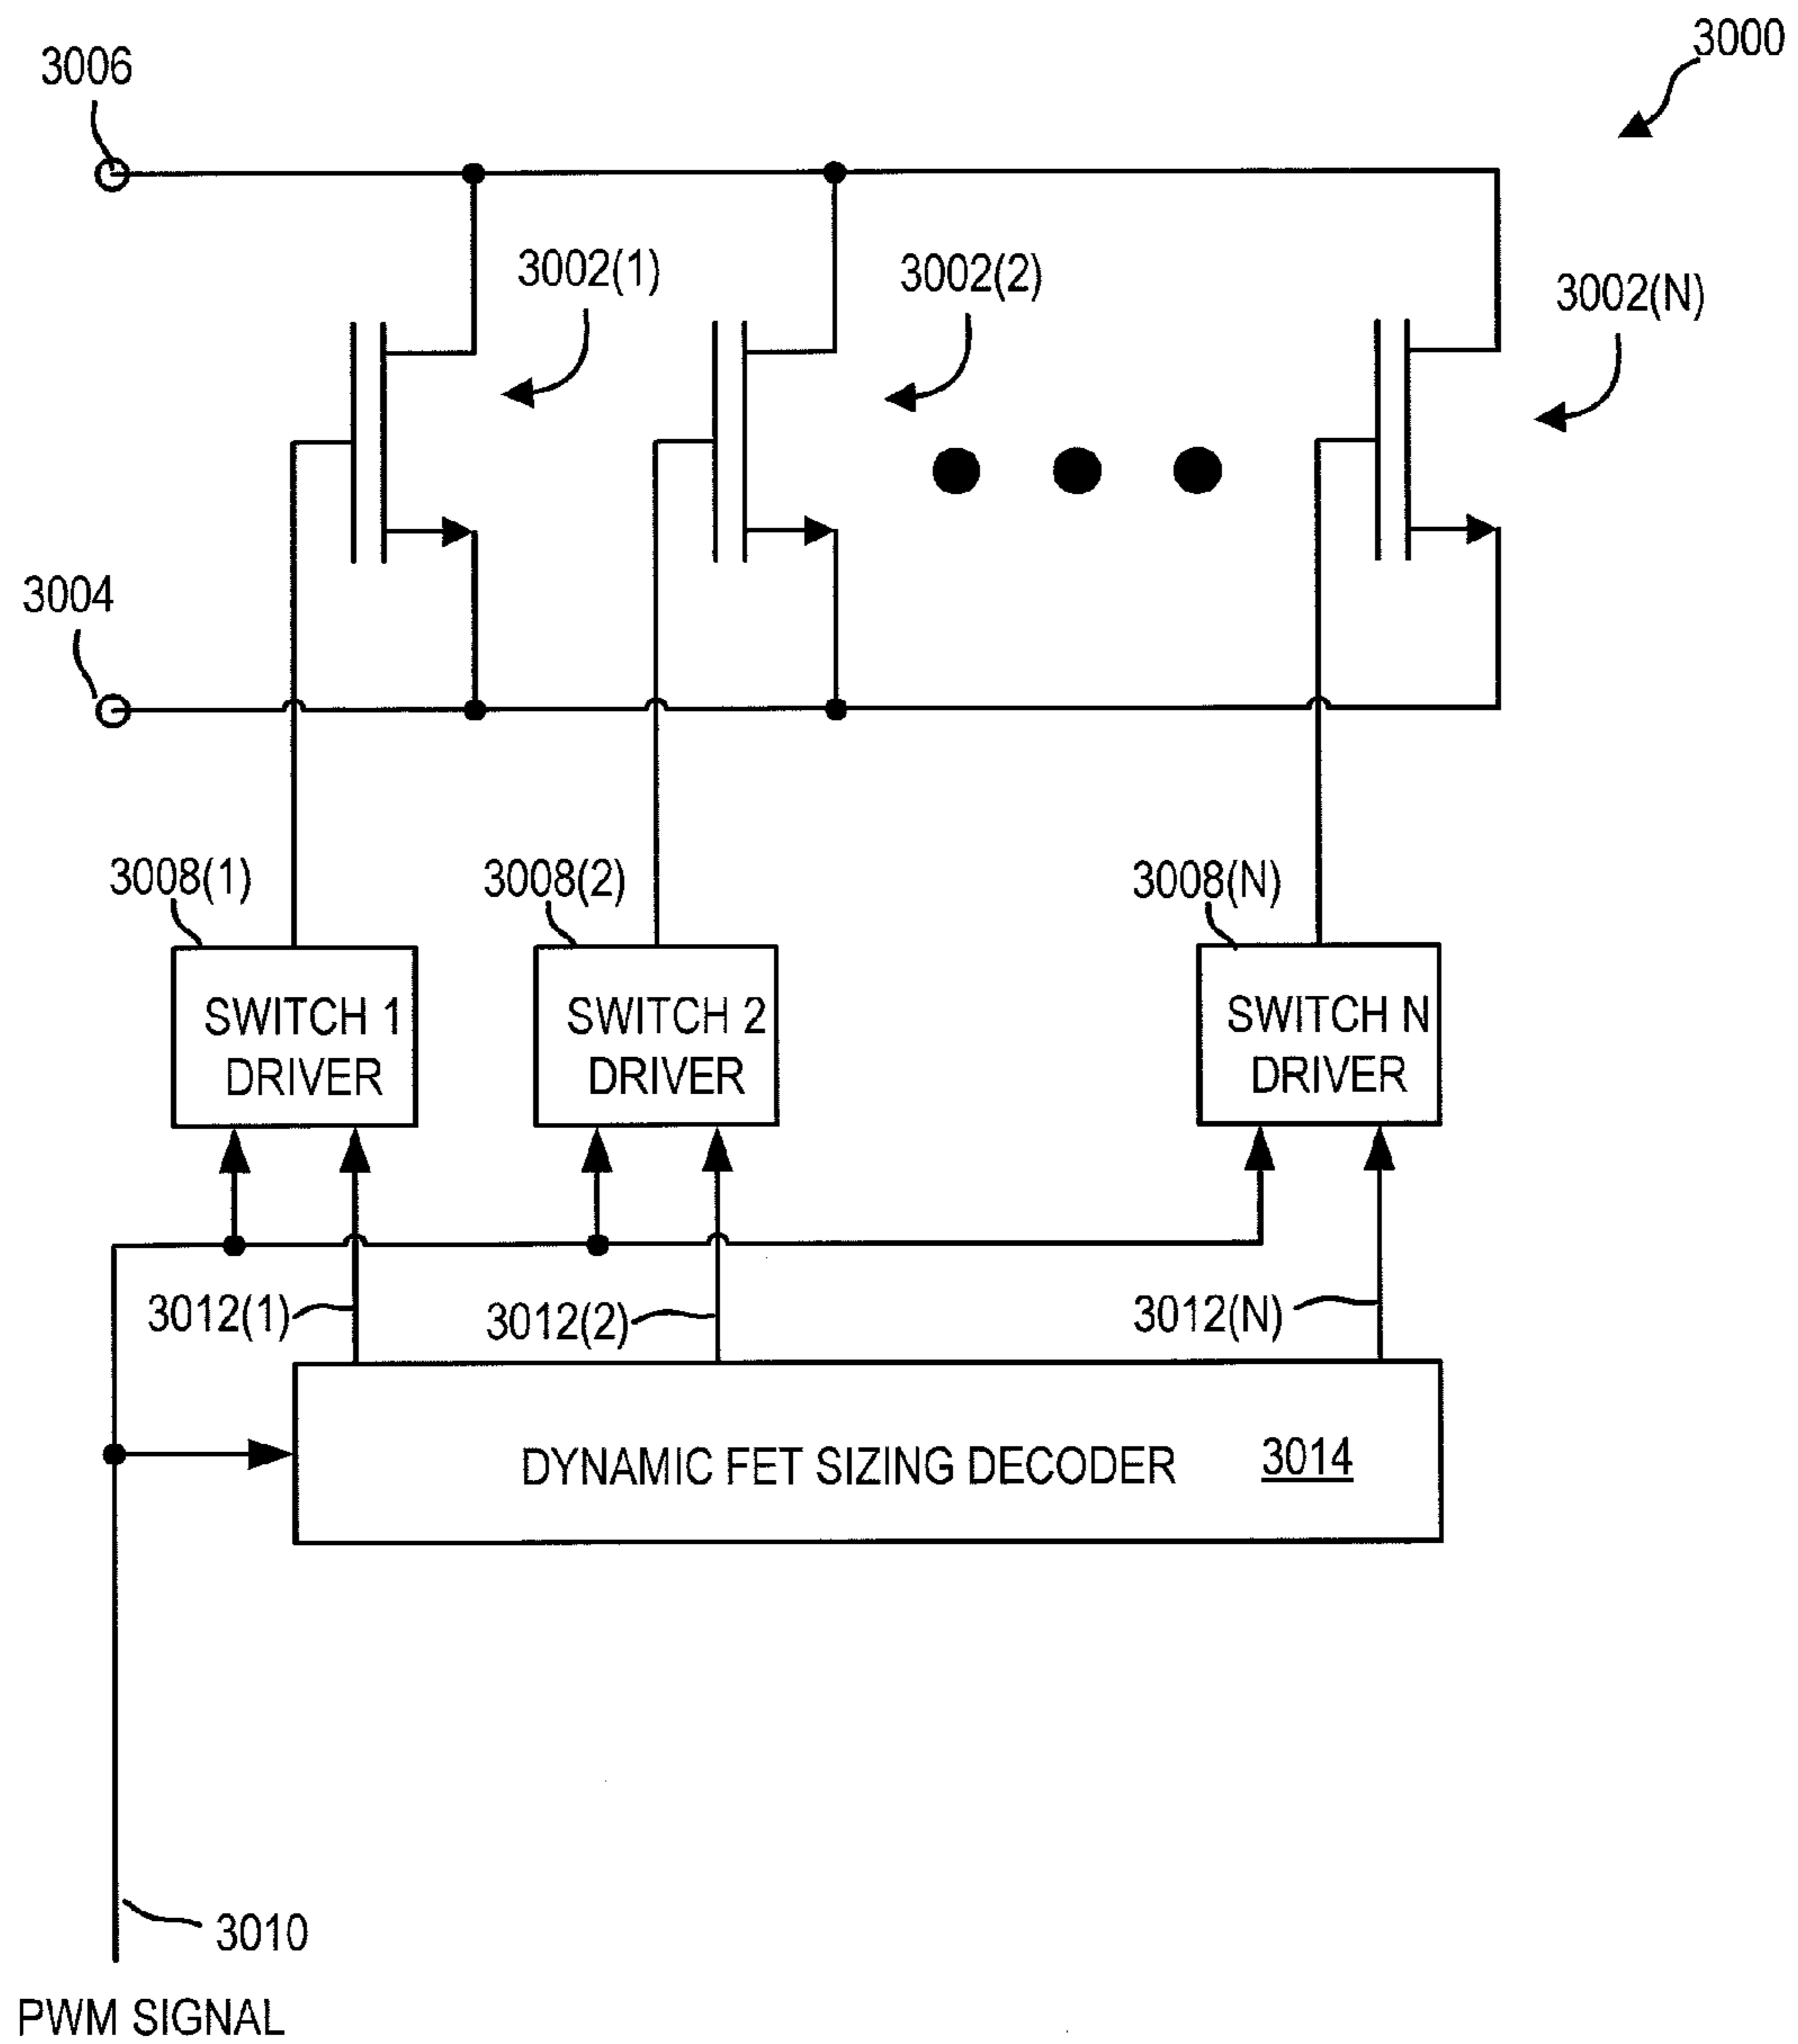 3000
3006
3002(1)
3002(2)
3002(N)
3004
3008(1)
3008(2)
3008(N)
SWITCH 1
DRIVER
SWITCH 2
DRIVER
SWITCH N
DRIVER
3012(1)
3012(2)
3012(N)
DYNAMIC FET SIZING DECODER 3014
3010
PWM SIGNAL